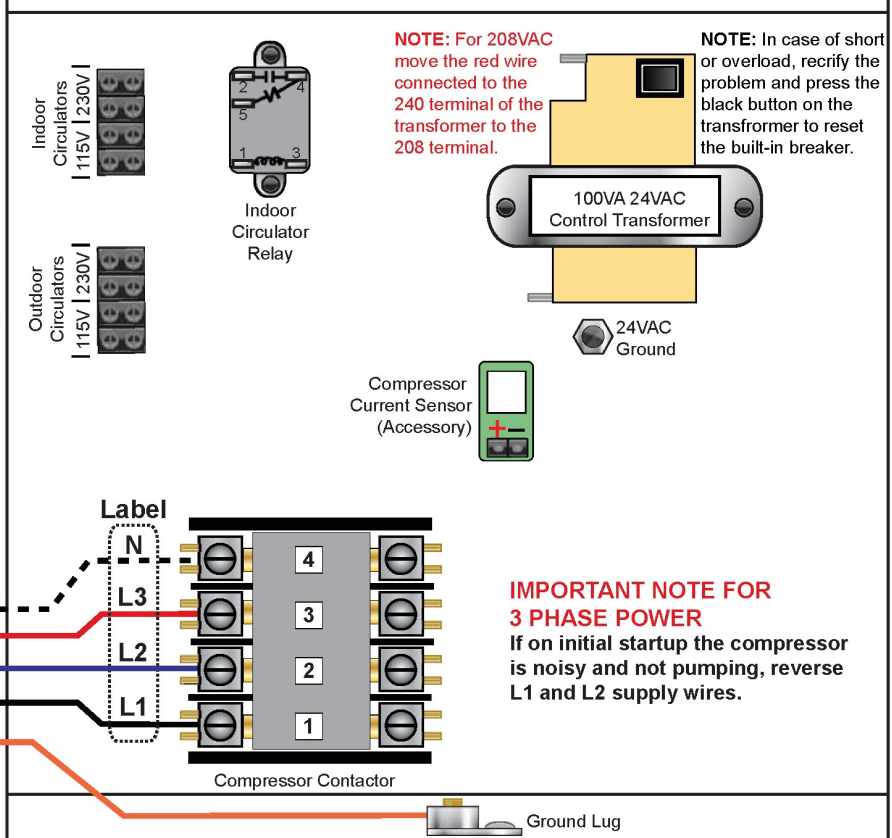 NOTE: For 208VAC
move the red wire
connected to the
240 terminal of the
transformer to the
208 terminal.
NOTE: In case of short
or overload, recrify the
problem and press the
black button on the
transfrormer to reset
the built-in breaker.
Indoor
Circulators
115V
230V
2
4
5
1
3
Indoor
Circulator
Relay
100VA 24VAC
Control Transformer
Outdoor
Circulators
115V
230V
24VAC
Ground
Compressor
Current Sensor
(Accessory)
+ −
Label
N
L3
L2
L1
4
3
2
1
Compressor Contactor
IMPORTANT NOTE FOR
3 PHASE POWER
If on initial startup the compressor
is noisy and not pumping, reverse
L1 and L2 supply wires.
Ground Lug